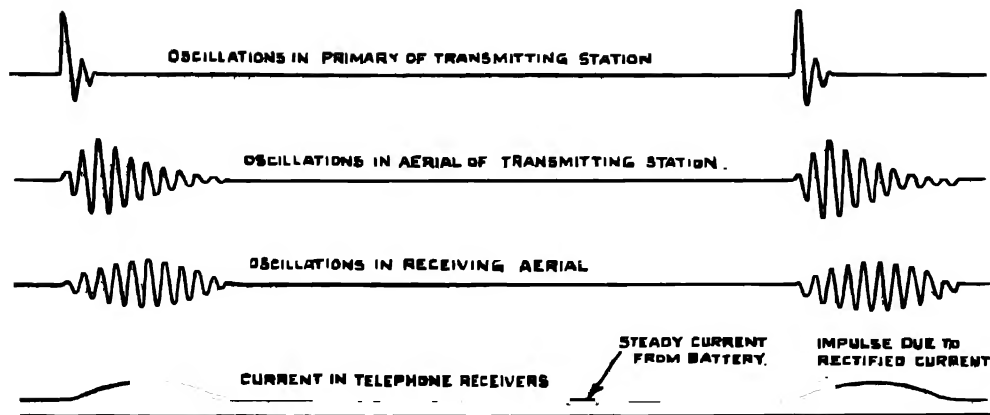 OSCILLATIONS IN PRIMARY OF TRANSMITTING STATION
OSCILLATIONS IN AERIAL OF TRANSMITTING STATION.
OSCILLATIONS IN RECEIVING AERIAL
STEADY CURRENT
FROM BATTERY.
IMPULSE DUE TO
RECTIFIED CURRENT
CURRENT IN TELEPHONE RECEIVERS